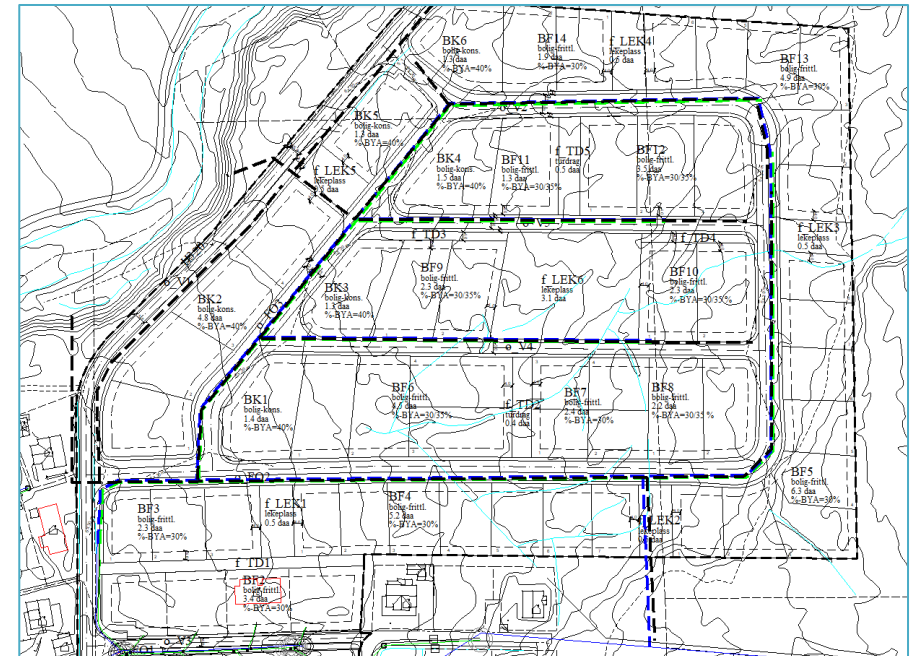 BK6
bolig-kons.
1.3 daa
%-BYA=40%
BF14
bolig-frittl.
1.9 daa
%-BYA=30%
f_LEK4
lekeplass
0.5 daa
BF13
bolig-frittl.
4.9 daa
%-BYA=30%
BK5
bolig-kons.
1.3 daa
%-BYA=40%
f_LEK5
lekeplass
BK4
bolig-kons.
1.5 daa
%-BYA=40%
BF11
bolig-frittl.
1.3 daa
%-BYA=30/35%
f_TD5
turdrag
0.5 daa
BF12
bolig-frittl.
3.5 daa
%-BYA=30/35%
f_TD3
f_TD4
f_LEK3
lekeplass
0.5 daa
BK2
bolig-kons.
4.8 daa
%-BYA=40%
BK3
bolig-kons.
1.3 daa
%-BYA=40%
BF9
bolig-frittl.
2.3 daa
%-BYA=30/35%
f_LEK6
lekeplass
3.1 daa
BF10
bolig-frittl.
2.3 daa
%-BYA=30/35%
o_V4
BK1
bolig-kons.
1.4 daa
%-BYA=40%
BF6
bolig-frittl.
%-BYA=30/35%
f_TD2
turdrag
0.4 daa
BF7
bolig-frittl.
2.4 daa
%-BYA=30%
BF8
bolig-frittl.
2.2 daa
%-BYA=30/35%
BF3
bolig-frittl.
2.3 daa
%-BYA=30%
f_LEK1
lekeplass
0.5 daa
BF4
bolig-frittl.
5.2 daa
%-BYA=30%
f_LEK2
lekeplass
BF5
bolig-frittl.
6.3 daa
%-BYA=30%
f_TD1
BF2
bolig-frittl.
3.4 daa
%-BYA=30%